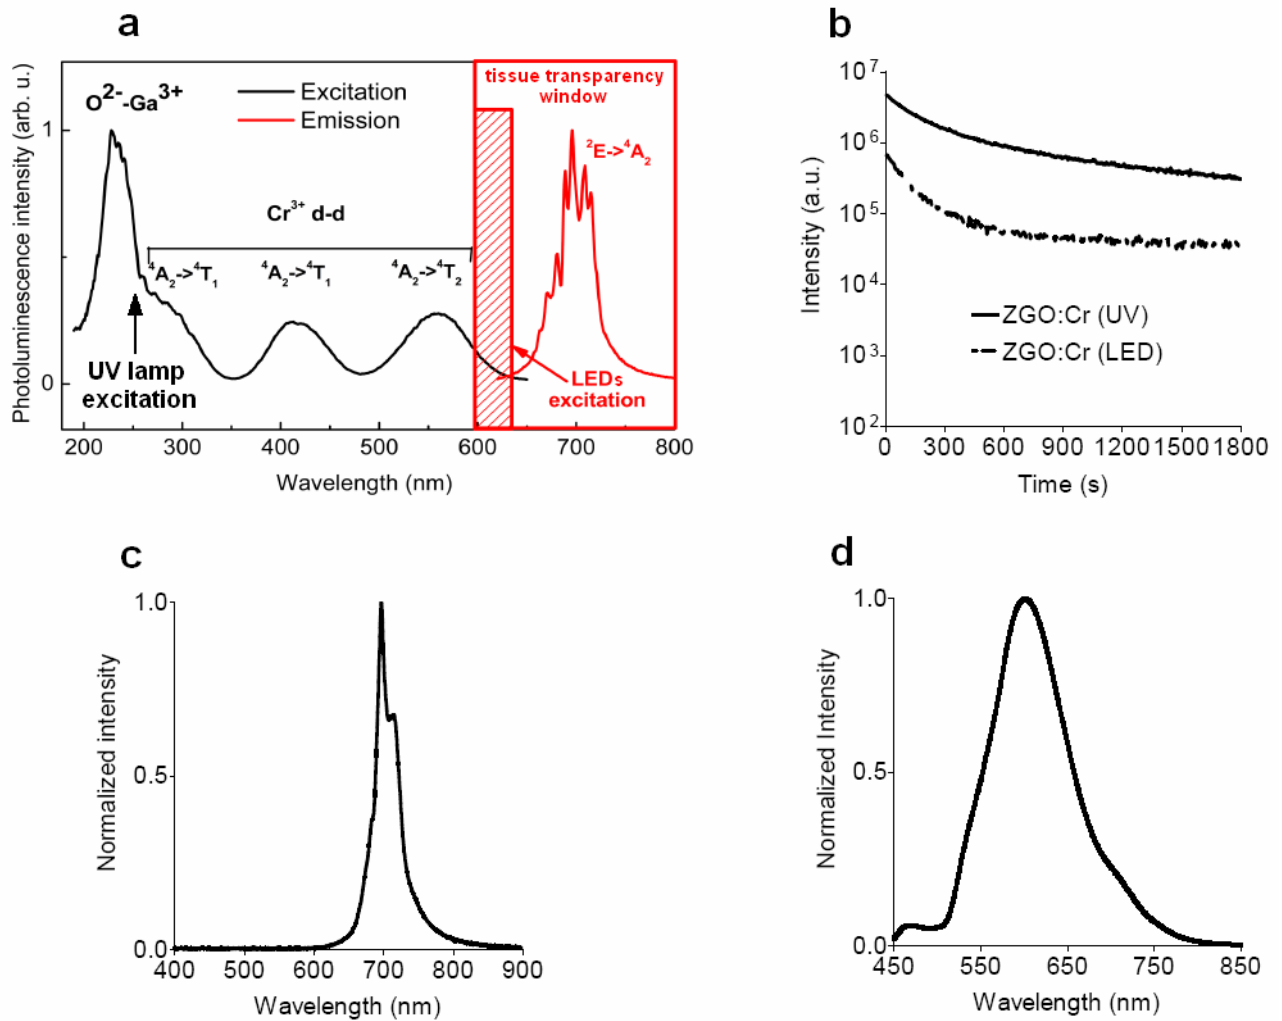 a
Photoluminescence intensity (arb. u.)
1
0
O²⁻-Ga³⁺
Excitation
Emission
tissue transparency
window
²E->⁴A₂
Cr³⁺ d-d
⁴A₂->⁴T₁
⁴A₂->⁴T₁
⁴A₂->⁴T₂
UV lamp
excitation
LEDs
excitation
200 300 400 500 600 700 800
Wavelength (nm)
b
Intensity (a.u.)
10⁷
10⁶
10⁵
10⁴
10³
10²
ZGO:Cr (UV)
ZGO:Cr (LED)
0 300 600 900 1200 1500 1800
Time (s)
c
Normalized intensity
1.0
0.5
0.0
400 500 600 700 800 900
Wavelength (nm)
d
Normalized Intensity
1.0
0.5
0.0
450 550 650 750 850
Wavelength (nm)